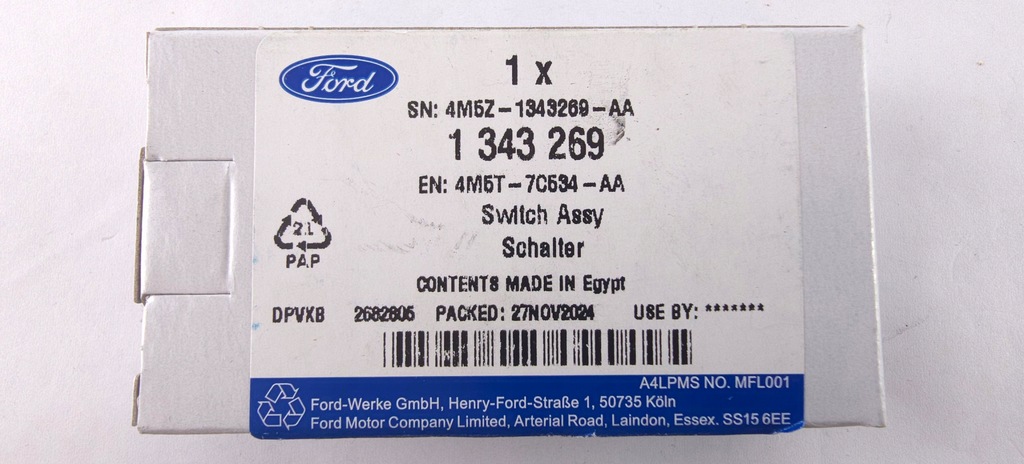 Ford
1 x
SN: 4M5Z-1343269-AA
1 343 269
EN: 4M5T-7C534-AA
Switch Assy
Schalter
21
PAP
CONTENTS MADE IN Egypt
DPVXB 2682805 PACKED: 27NOV2024 USE BY: *******
A4LPMS NO. MFL001
Ford-Werke GmbH, Henry-Ford-Straße 1, 50735 Köln
Ford Motor Company Limited, Arterial Road, Laindon, Essex. SS15 6EE